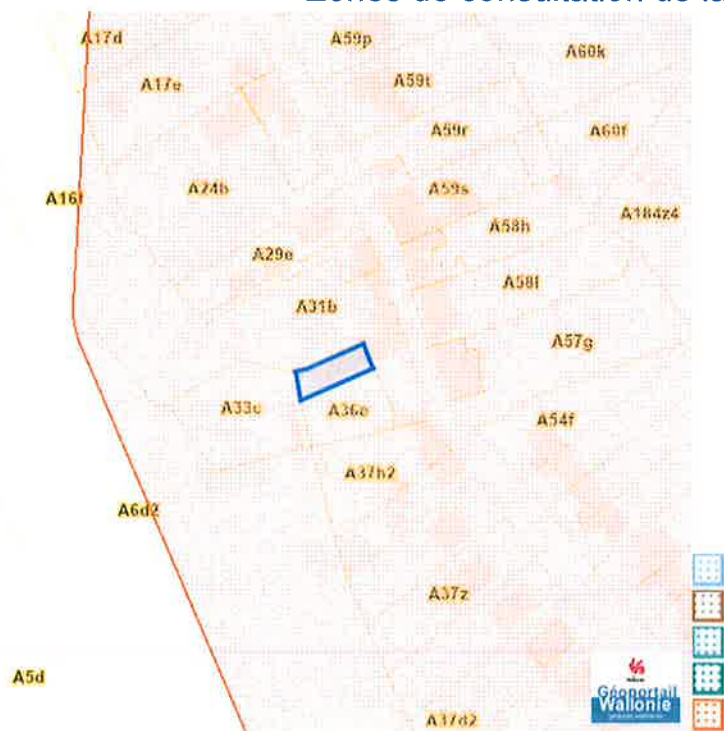 A17d
A59p
A60k
A17e
A59t
A59r
A60f
A24b
A59s
A16f
A184z4
A58h
A29e
A58l
A31b
A57g
A33c
A36e
A54f
A37h2
A6d2
A37z
A5d
Géoportail
Wallonie
A37d2